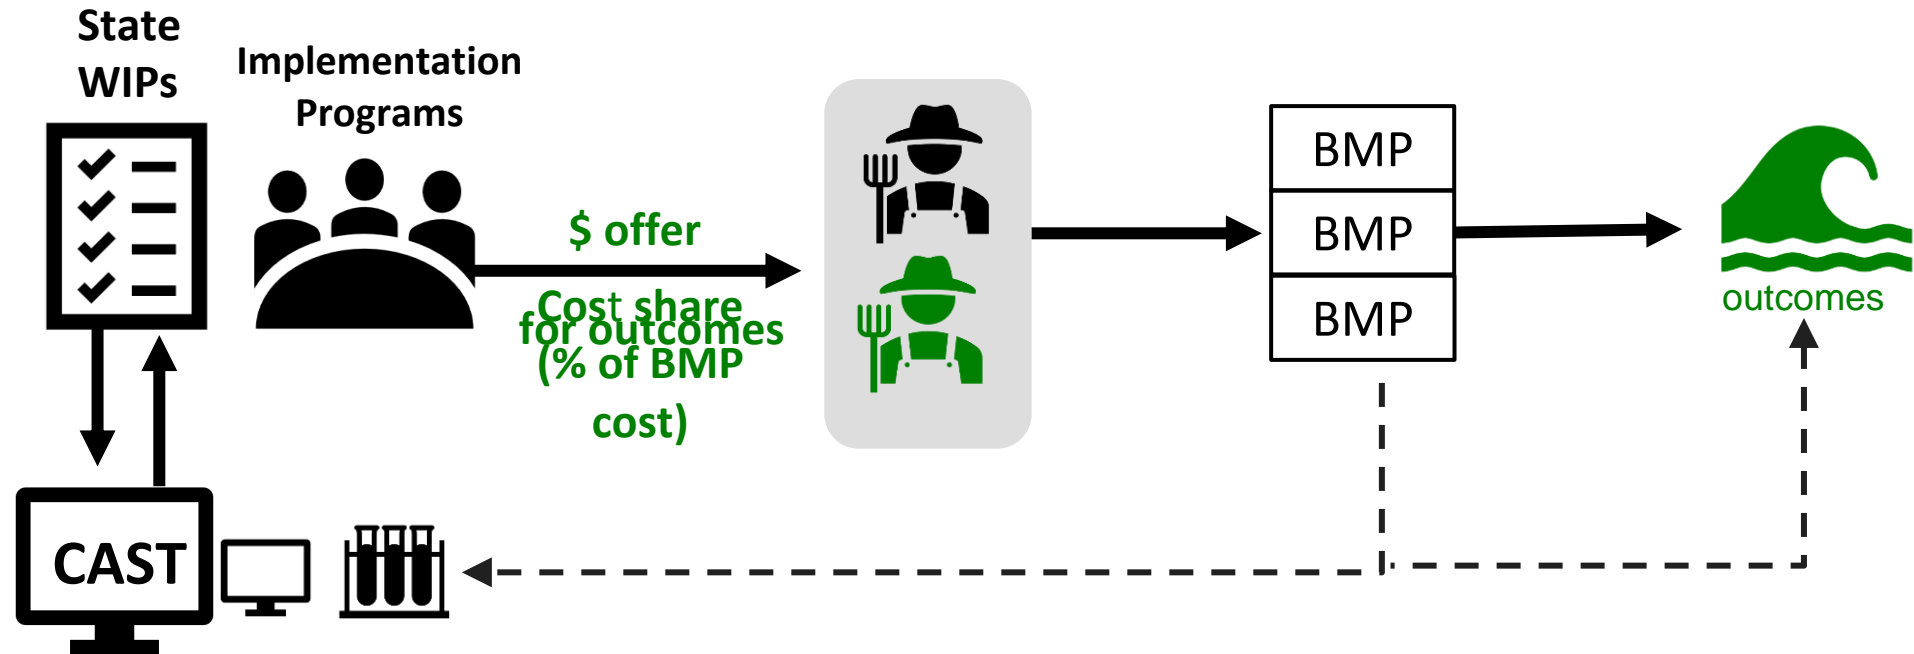 State
WIPs
Implementation
Programs
$ offer
for outcomes
Cost share
(% of BMP
cost)
BMP
BMP
BMP
outcomes
CAST